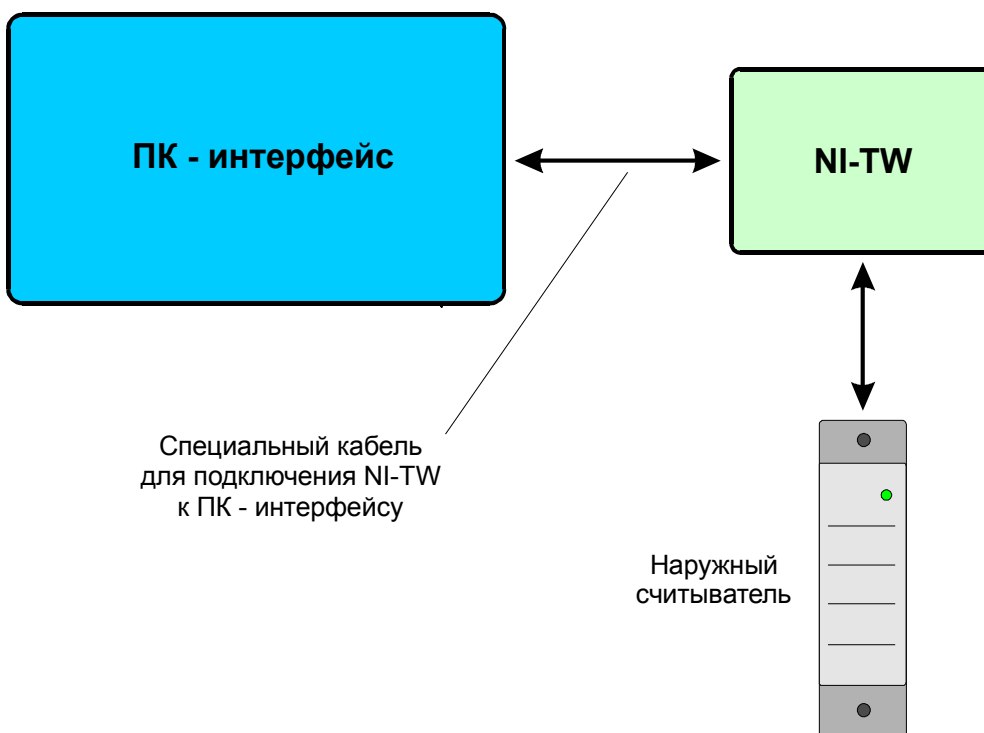 ПК - интерфейс
NI-TW
Специальный кабель
для подключения NI-TW
к ПК - интерфейсу
Наружный
считыватель